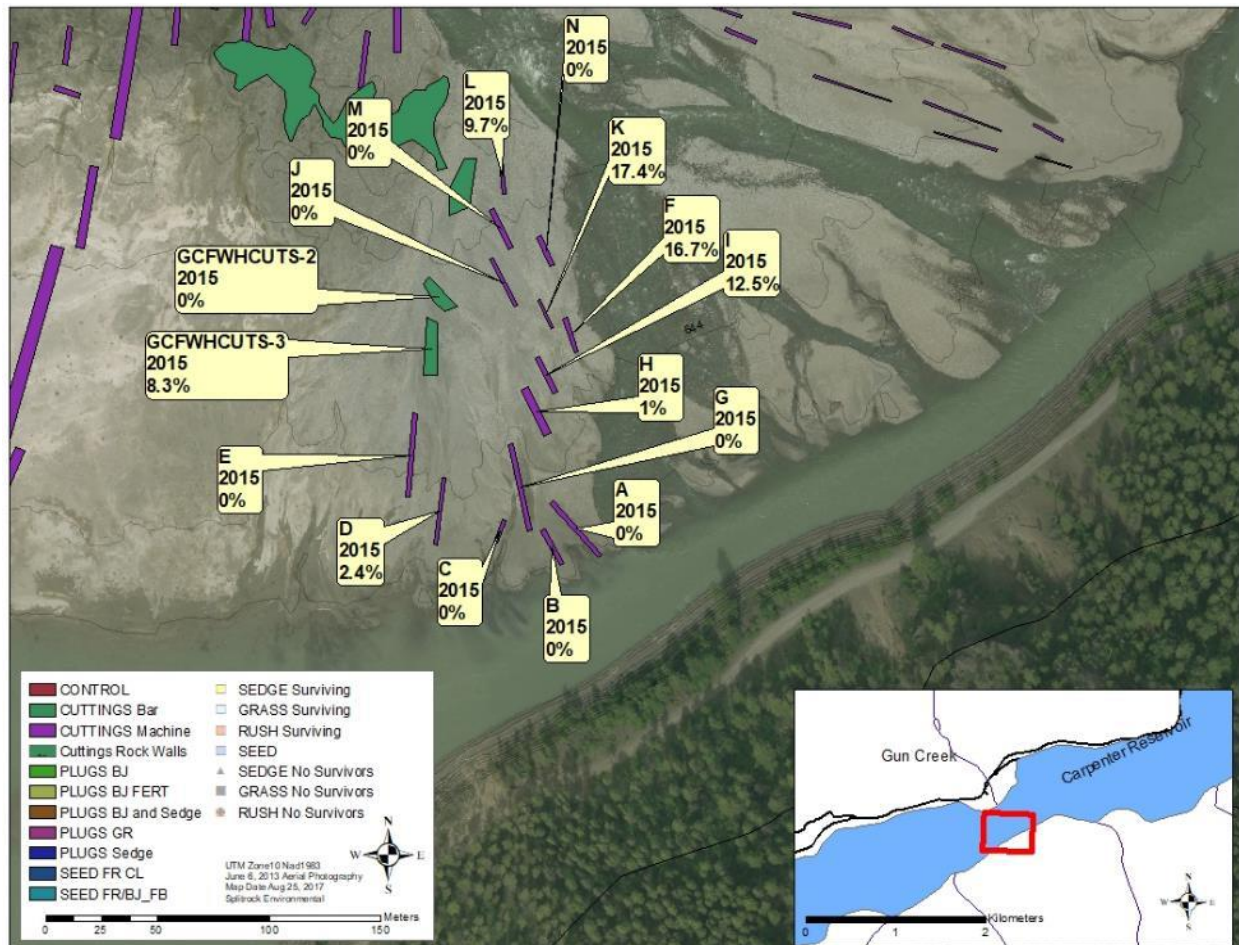 N
2015
0%
L
2015
9.7%
M
2015
0%
K
2015
17.4%
J
2015
0%
F
2015
16.7%
I
2015
12.5%
GCFWHCUTS-2
2015
0%
GCFWHCUTS-3
2015
8.3%
H
2015
1%
G
2015
0%
E
2015
0%
A
2015
0%
D
2015
2.4%
C
2015
0%
B
2015
0%
644
CONTROL
CUTTINGS Bar
CUTTINGS Machine
Cuttings Rock Walls
PLUGS BJ
PLUGS BJ FERT
PLUGS BJ and Sedge
PLUGS GR
PLUGS Sedge
SEED FR CL
SEED FR/BJ_FB
SEDGE Surviving
GRASS Surviving
RUSH Surviving
SEED
SEDGE No Survivors
GRASS No Survivors
RUSH No Survivors
N
W E
S
UTM Zone10 Nad1983
June 6, 2013 Aerial Photography
Map Date Aug 25, 2017
Splitrock Environmental
Meters
0 25 50 100 150
Gun Creek
Carpenter Reservoir
N
W E
S
Kilometers
0 2